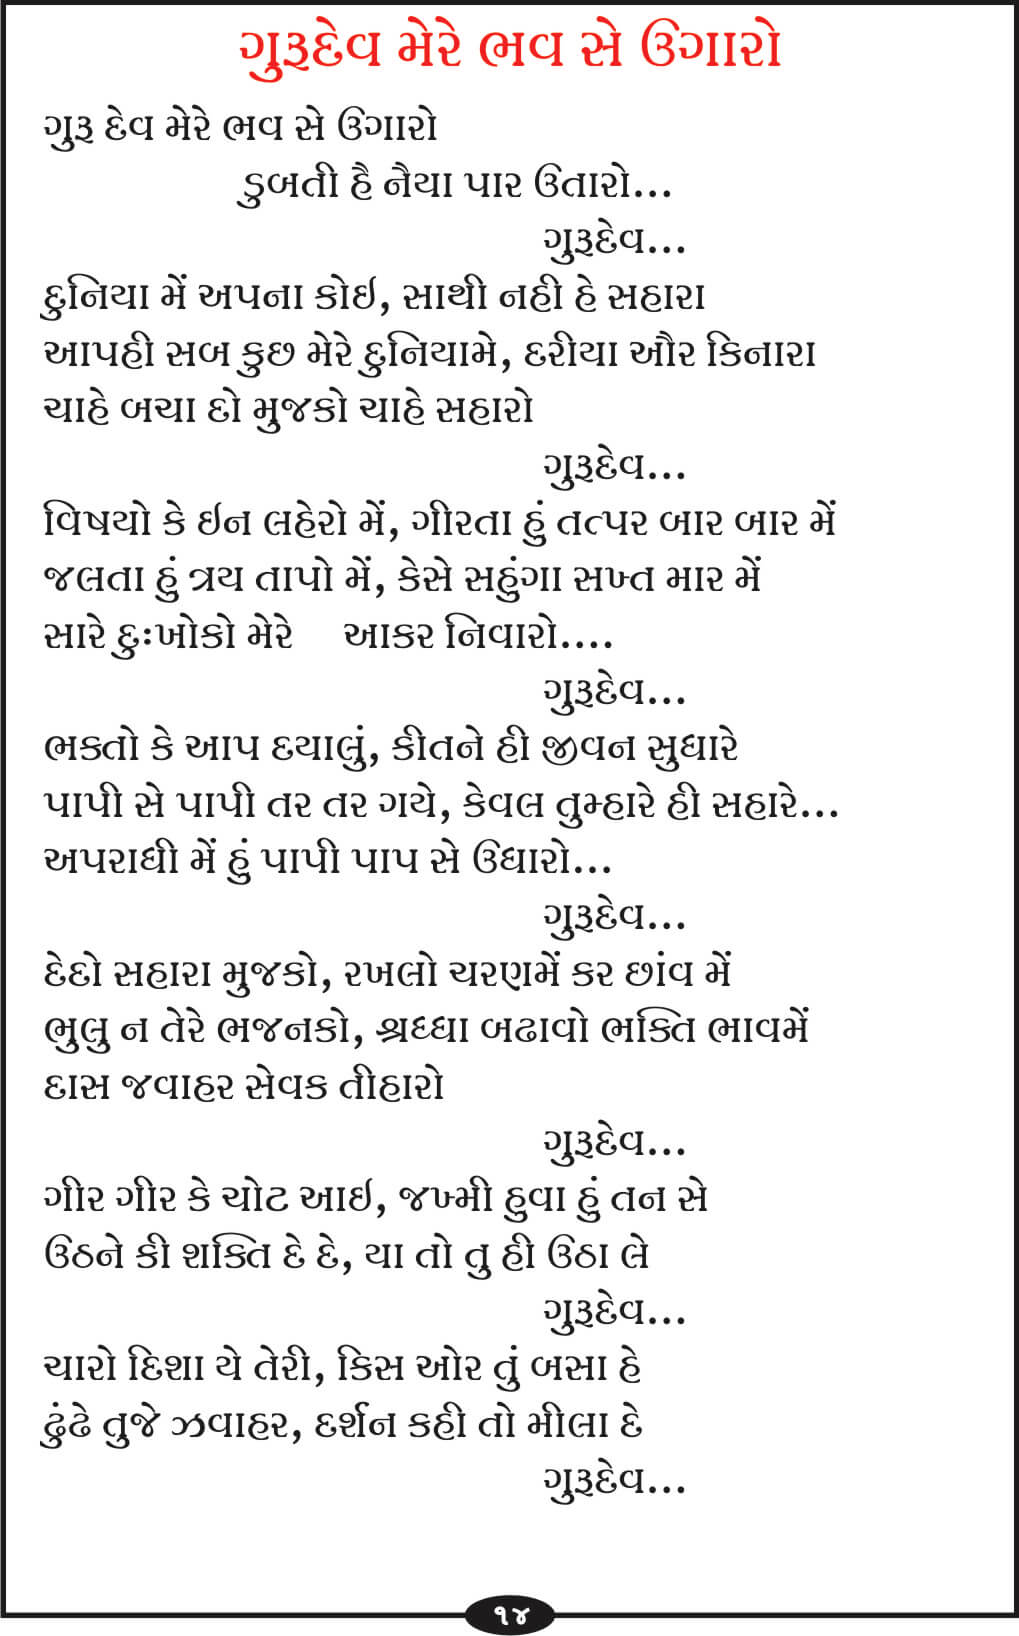 ગુરૂદેવ મેરે ભવ સે ઉગારો
ગુરૂ દેવ મેરે ભવ સે ઉગારો
ડુબતી હૈ નૈયા પાર ઉતારો...
ગુરૂદેવ...
દુનિયા મેં અપના કોઇ, સાથી નહી હે સહારા
આપહી સબ કુછ મેરે દુનિયામે, દરીયા ઔર કિનારા
ચાહે બચા દો મુજકો ચાહે સહારો
ગુરૂદેવ...
વિષયો કે ઇન લહેરો મેં, ગીરતા હું તત્પર બાર બાર મેં
જલતા હું ત્રય તાપો મેં, કેસે સહુંગા સખ્ત માર મેં
સારે દુઃખોકો મેરે આકર નિવારો....
ગુરૂદેવ...
ભક્તો કે આપ દયાલું, કીતને હી જીવન સુધારે
પાપી સે પાપી તર તર ગયે, કેવલ તુમ્હારે હી સહારે...
અપરાધી મેં હું પાપી પાપ સે ઉધારો...
ગુરૂદેવ...
દેદો સહારા મુજકો, રખલો ચરણમેં કર છાંવ મેં
ભુલુ ન તેરે ભજનકો, શ્રધ્ધા બઢાવો ભક્તિ ભાવમેં
દાસ જવાહર સેવક તીહારો
ગુરૂદેવ...
ગીર ગીર કે ચોટ આઇ, જખ્મી હુવા હું તન સે
ઉઠને કી શક્તિ દે દે, યા તો તુ હી ઉઠા લે
ગુરૂદેવ...
ચારો દિશા યે તેરી, કિસ ઓર તું બસા હે
ઢુંઢે તુજે ઝવાહર, દર્શન કહી તો મીલા દે
ગુરૂદેવ...
૧૪